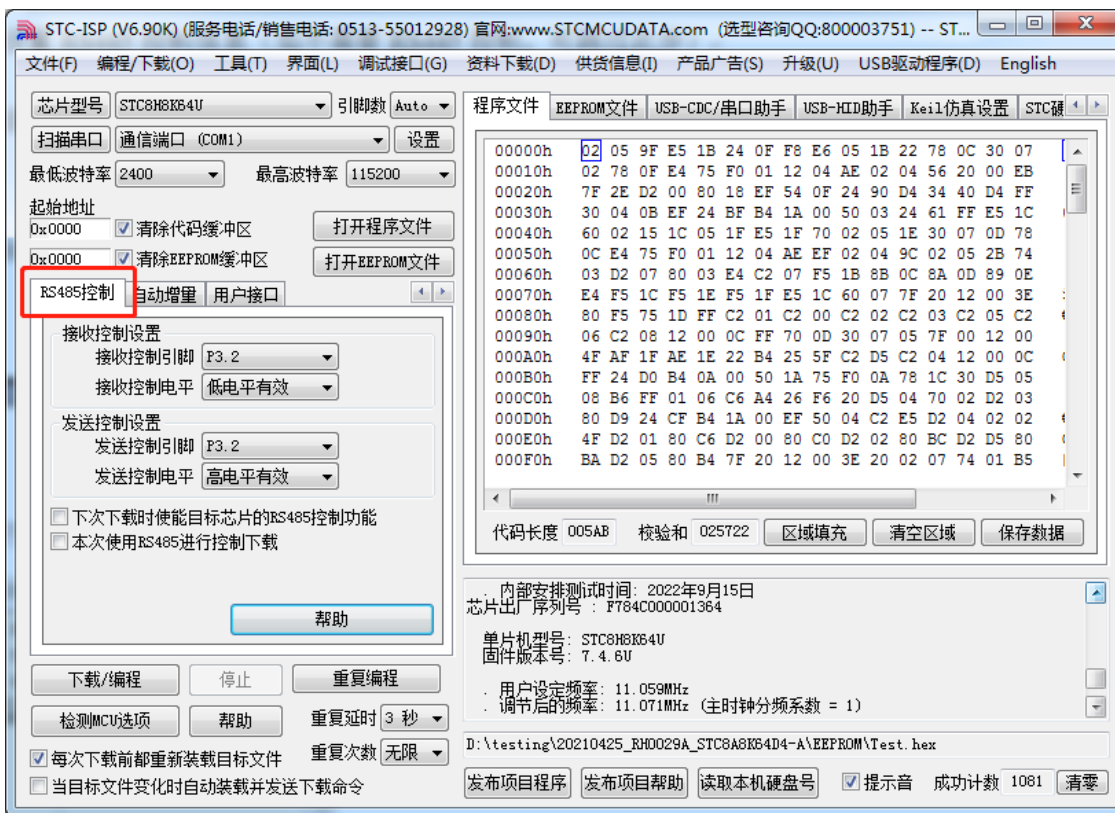 STC-ISP (V6.90K) (服务电话/销售电话: 0513-55012928) 官网:www.STCMCUDATA.com (选型咨询QQ:800003751) -- ST...
文件(F) 编程/下载(O) 工具(T) 界面(L) 调试接口(G) 资料下载(D) 供货信息(I) 产品广告(S) 升级(U) USB驱动程序(D) English
芯片型号 STC8H8K64U 引脚数 Auto
扫描串口 通信端口 (COM1) 设置
最低波特率 2400 最高波特率 115200
起始地址
0x0000 清除代码缓冲区 打开程序文件
0x0000 清除EEPROM缓冲区 打开EEPROM文件
RS485控制 自动增量 用户接口
接收控制设置
接收控制引脚 P3.2
接收控制电平 低电平有效
发送控制设置
发送控制引脚 P3.2
发送控制电平 高电平有效
下次下载时使能目标芯片的RS485控制功能
本次使用RS485进行控制下载
帮助
下载/编程 停止 重复编程
检测MCU选项 帮助 重复延时 3 秒
每次下载前都重新装载目标文件 重复次数 无限
当目标文件变化时自动装载并发送下载命令
程序文件 EEPROM文件 USB-CDC/串口助手 USB-HID助手 Keil仿真设置 STC硬
00000h 02 05 9F E5 1B 24 0F F8 E6 05 1B 22 78 0C 30 07
00010h 02 78 0F E4 75 F0 01 12 04 AE 02 04 56 20 00 EB
00020h 7F 2E D2 00 80 18 EF 54 0F 24 90 D4 34 40 D4 FF
00030h 30 04 0B EF 24 BF B4 1A 00 50 03 24 61 FF E5 1C
00040h 60 02 15 1C 05 1F E5 1F 70 02 05 1E 30 07 0D 78
00050h 0C E4 75 F0 01 12 04 AE EF 02 04 9C 02 05 2B 74
00060h 03 D2 07 80 03 E4 C2 07 F5 1B 8B 0C 8A 0D 89 0E
00070h E4 F5 1C F5 1E F5 1F E5 1C 60 07 7F 20 12 00 3E
00080h 80 F5 75 1D FF C2 01 C2 00 C2 02 C2 03 C2 05 C2
00090h 06 C2 08 12 00 0C FF 70 0D 30 07 05 7F 00 12 00
000A0h 4F AF 1F AE 1E 22 B4 25 5F C2 D5 C2 04 12 00 0C
000B0h FF 24 D0 B4 0A 00 50 1A 75 F0 0A 78 1C 30 D5 05
000C0h 08 B6 FF 01 06 C6 A4 26 F6 20 D5 04 70 02 D2 03
000D0h 80 D9 24 CF B4 1A 00 EF 50 04 C2 E5 D2 04 02 02
000E0h 4F D2 01 80 C6 D2 00 80 C0 D2 02 80 BC D2 D5 80
000F0h BA D2 05 80 B4 7F 20 12 00 3E 20 02 07 74 01 B5
代码长度 005AB 校验和 025722 区域填充 清空区域 保存数据
. 内部安排测试时间: 2022年9月15日
芯片出厂序列号 : F784C000001364
单片机型号: STC8H8K64U
固件版本号: 7.4.6U
. 用户设定频率: 11.059MHz
. 调节后的频率: 11.071MHz (主时钟分频系数 = 1)
D:\testing\20210425_RH0029A_STC8A8K64D4-A\EEPROM\Test.hex
发布项目程序 发布项目帮助 读取本机硬盘号 提示音 成功计数 1081 清零